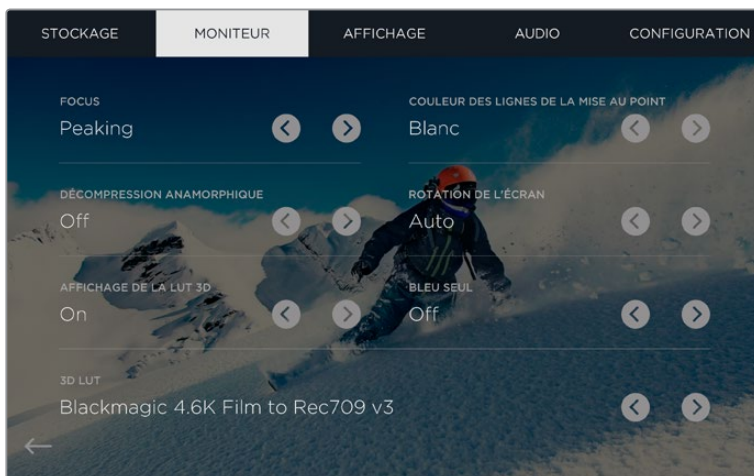 STOCKAGE MONITEUR AFFICHAGE AUDIO CONFIGURATION
FOCUS
Peaking
COULEUR DES LIGNES DE LA MISE AU POINT
Blanc
DÉCOMPRESSION ANAMORPHIQUE
Off
ROTATION DE L'ÉCRAN
Auto
AFFICHAGE DE LA LUT 3D
On
BLEU SEUL
Off
3D LUT
Blackmagic 4.6K Film to Rec709 v3